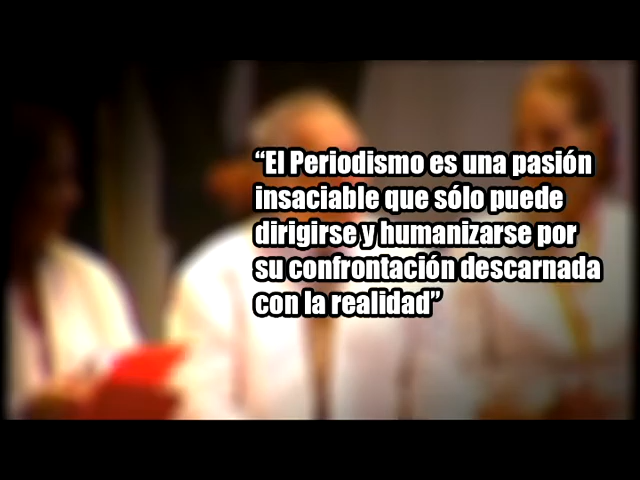 “El Periodismo es una pasión
insaciable que sólo puede
dirigirse y humanizarse por
su confrontación descarnada
con la realidad”